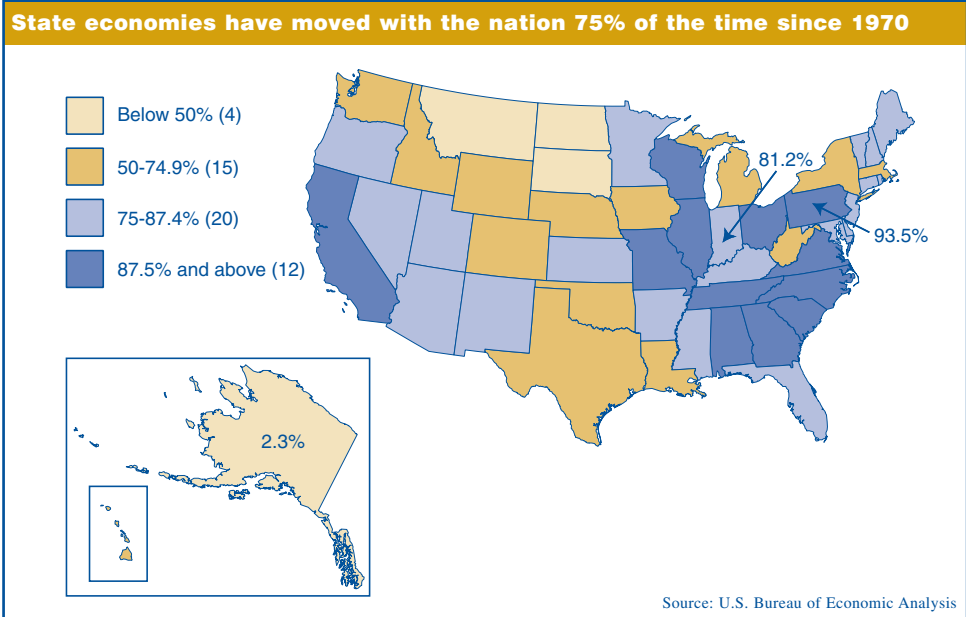 State economies have moved with the nation 75% of the time since 1970
Below 50% (4)
50-74.9% (15)
75-87.4% (20)
87.5% and above (12)
81.2%
93.5%
2.3%
Source: U.S. Bureau of Economic Analysis